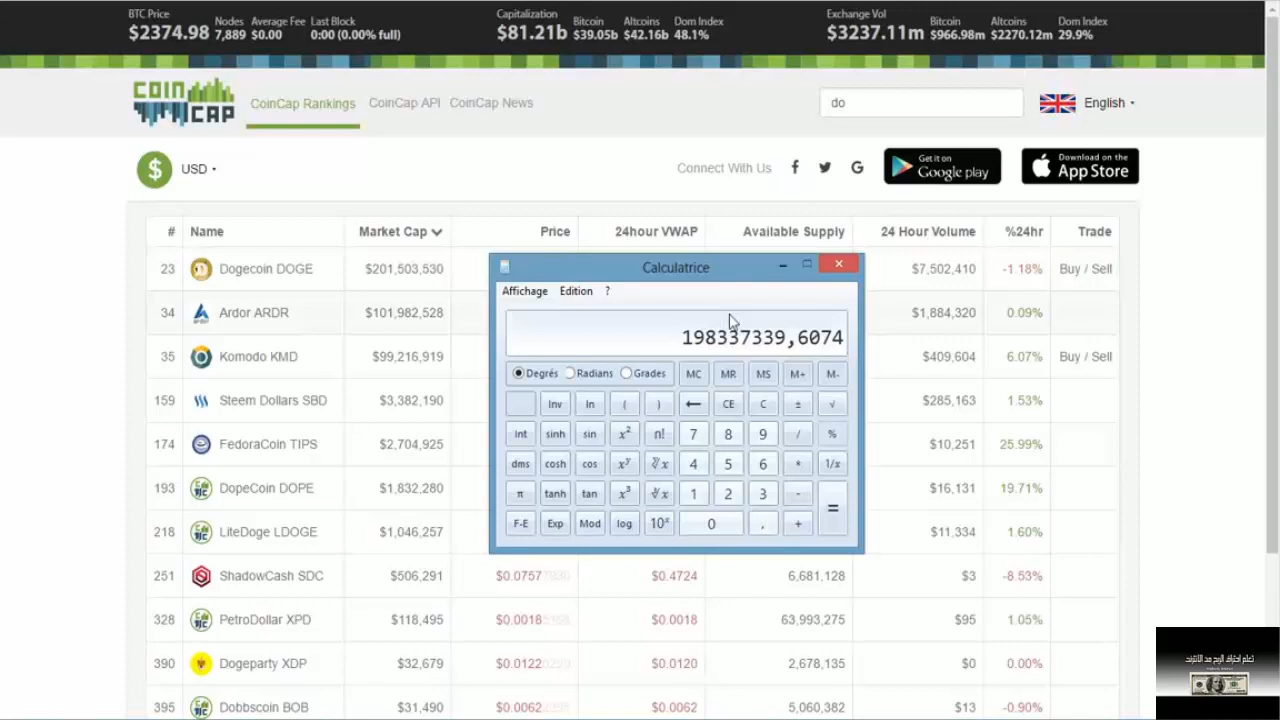 BTC Price Nodes Average Fee Last Block
$2374.98 7,889 $0.00 0:00 (0.00% full)
Capitalization Bitcoin Altcoins Dom Index
$81.21b $39.05b $42.16b 48.1%
Exchange Vol Bitcoin Altcoins Dom Index
$3237.11m $966.98m $2270.12m 29.9%
COIN CAP
CoinCap Rankings CoinCap API CoinCap News
do
English
$ USD
Connect With Us
Get it on Google play
Download on the App Store
# Name Market Cap Price 24hour VWAP Available Supply 24 Hour Volume %24hr Trade
23 Dogecoin DOGE $201,503,530 $7,502,410 -1.18% Buy / Sell
34 Ardor ARDR $101,982,528 $1,884,320 0.09%
35 Komodo KMD $99,216,919 $409,604 6.07% Buy / Sell
159 Steem Dollars SBD $3,382,190 $285,163 1.53%
174 FedoraCoin TIPS $2,704,925 $10,251 25.99%
193 DopeCoin DOPE $1,832,280 $16,131 19.71%
218 LiteDoge LDOGE $1,046,257 $11,334 1.60%
251 ShadowCash SDC $506,291 $0.0757 $0.4724 6,681,128 $3 -8.53%
328 PetroDollar XPD $118,495 $0.0018 $0.0018 63,993,275 $95 1.05%
390 Dogeparty XDP $32,679 $0.0122 $0.0120 2,678,135 $0 0.00%
395 Dobbscoin BOB $31,490 $0.0062 $0.0062 5,060,382 $13 -0.90%
Calculatrice
Affichage Edition ?
198337339,6074
Degrés Radians Grades MC MR MS M+ M-
Inv ln ( ) ← CE C ± √
Int sinh sin x² n! 7 8 9 / %
dms cosh cos xʸ ʸ√x 4 5 6 * 1/x
π tanh tan x³ ³√x 1 2 3 - =
F-E Exp Mod log 10ˣ 0 , +
تعلم احتراف الربح من الانترنت